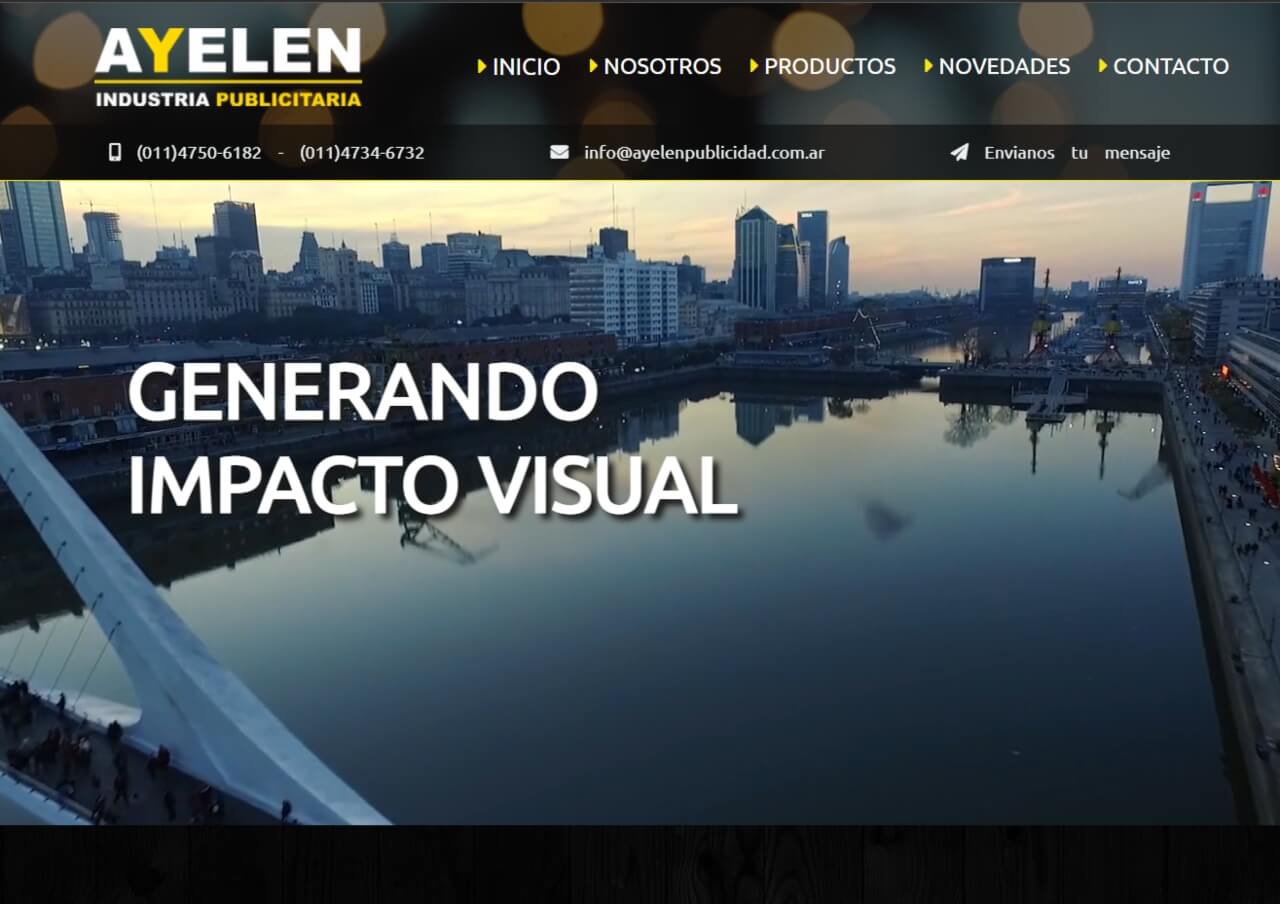 AYELEN
INDUSTRIA PUBLICITARIA
INICIO NOSOTROS PRODUCTOS NOVEDADES CONTACTO
(011)4750-6182 - (011)4734-6732 info@ayelenpublicidad.com.ar Envianos tu mensaje
GENERANDO
IMPACTO VISUAL